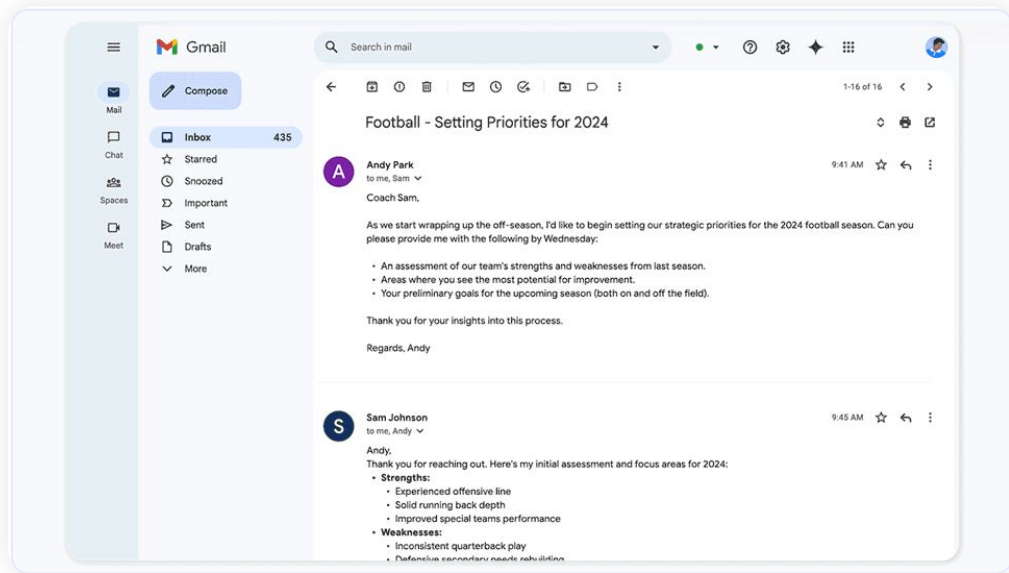 Gmail
Search in mail
Compose
Mail
Chat
Spaces
Meet
Inbox 435
Starred
Snoozed
Important
Sent
Drafts
More
1-16 of 16
Football - Setting Priorities for 2024
A
Andy Park
9:41 AM
to me, Sam
Coach Sam,
As we start wrapping up the off-season, I'd like to begin setting our strategic priorities for the 2024 football season. Can you
please provide me with the following by Wednesday:
• An assessment of our team's strengths and weaknesses from last season.
• Areas where you see the most potential for improvement.
• Your preliminary goals for the upcoming season (both on and off the field).
Thank you for your insights into this process.
Regards, Andy
S
Sam Johnson
9:45 AM
to me, Andy
Andy,
Thank you for reaching out. Here's my initial assessment and focus areas for 2024:
• Strengths:
• Experienced offensive line
• Solid running back depth
• Improved special teams performance
• Weaknesses:
• Inconsistent quarterback play
• Defensive secondary needs rebuilding